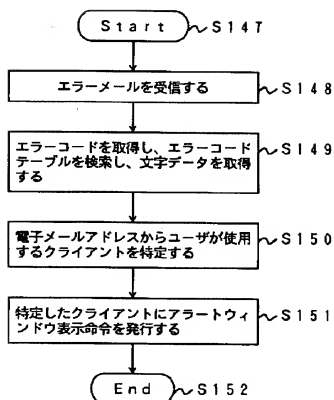 Start
S147
エラーメールを受信する
S148
エラーコードを取得し、エラーコード
テーブルを検索し、文字データを取得
する
S149
電子メールアドレスからユーザが使用
するクライアントを特定する
S150
特定したクライアントにアラートウィ
ンドウ表示命令を発行する
S151
End
S152